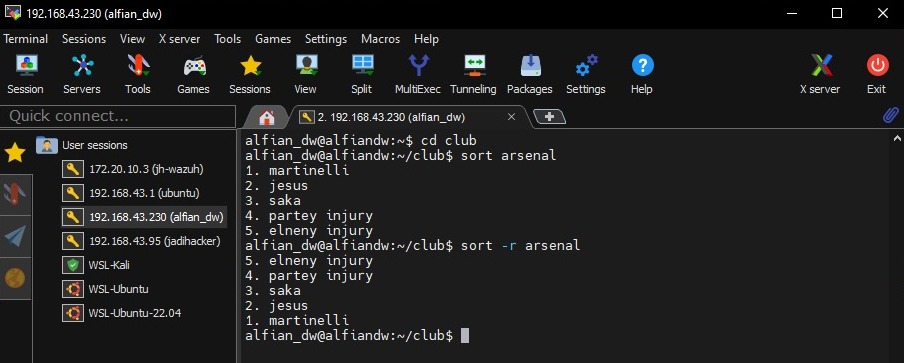 192.168.43.230 (alfian_dw)
Terminal Sessions View X server Tools Games Settings Macros Help
Session Servers Tools Games Sessions View Split MultiExec Tunneling Packages Settings Help X server Exit
Quick connect...
2. 192.168.43.230 (alfian_dw)
User sessions
172.20.10.3 (jh-wazuh)
192.168.43.1 (ubuntu)
192.168.43.230 (alfian_dw)
192.168.43.95 (jadihacker)
WSL-Kali
WSL-Ubuntu
WSL-Ubuntu-22.04
alfian_dw@alfiandw:~$ cd club
alfian_dw@alfiandw:~/club$ sort arsenal
1. martinelli
2. jesus
3. saka
4. partey injury
5. elneny injury
alfian_dw@alfiandw:~/club$ sort -r arsenal
5. elneny injury
4. partey injury
3. saka
2. jesus
1. martinelli
alfian_dw@alfiandw:~/club$